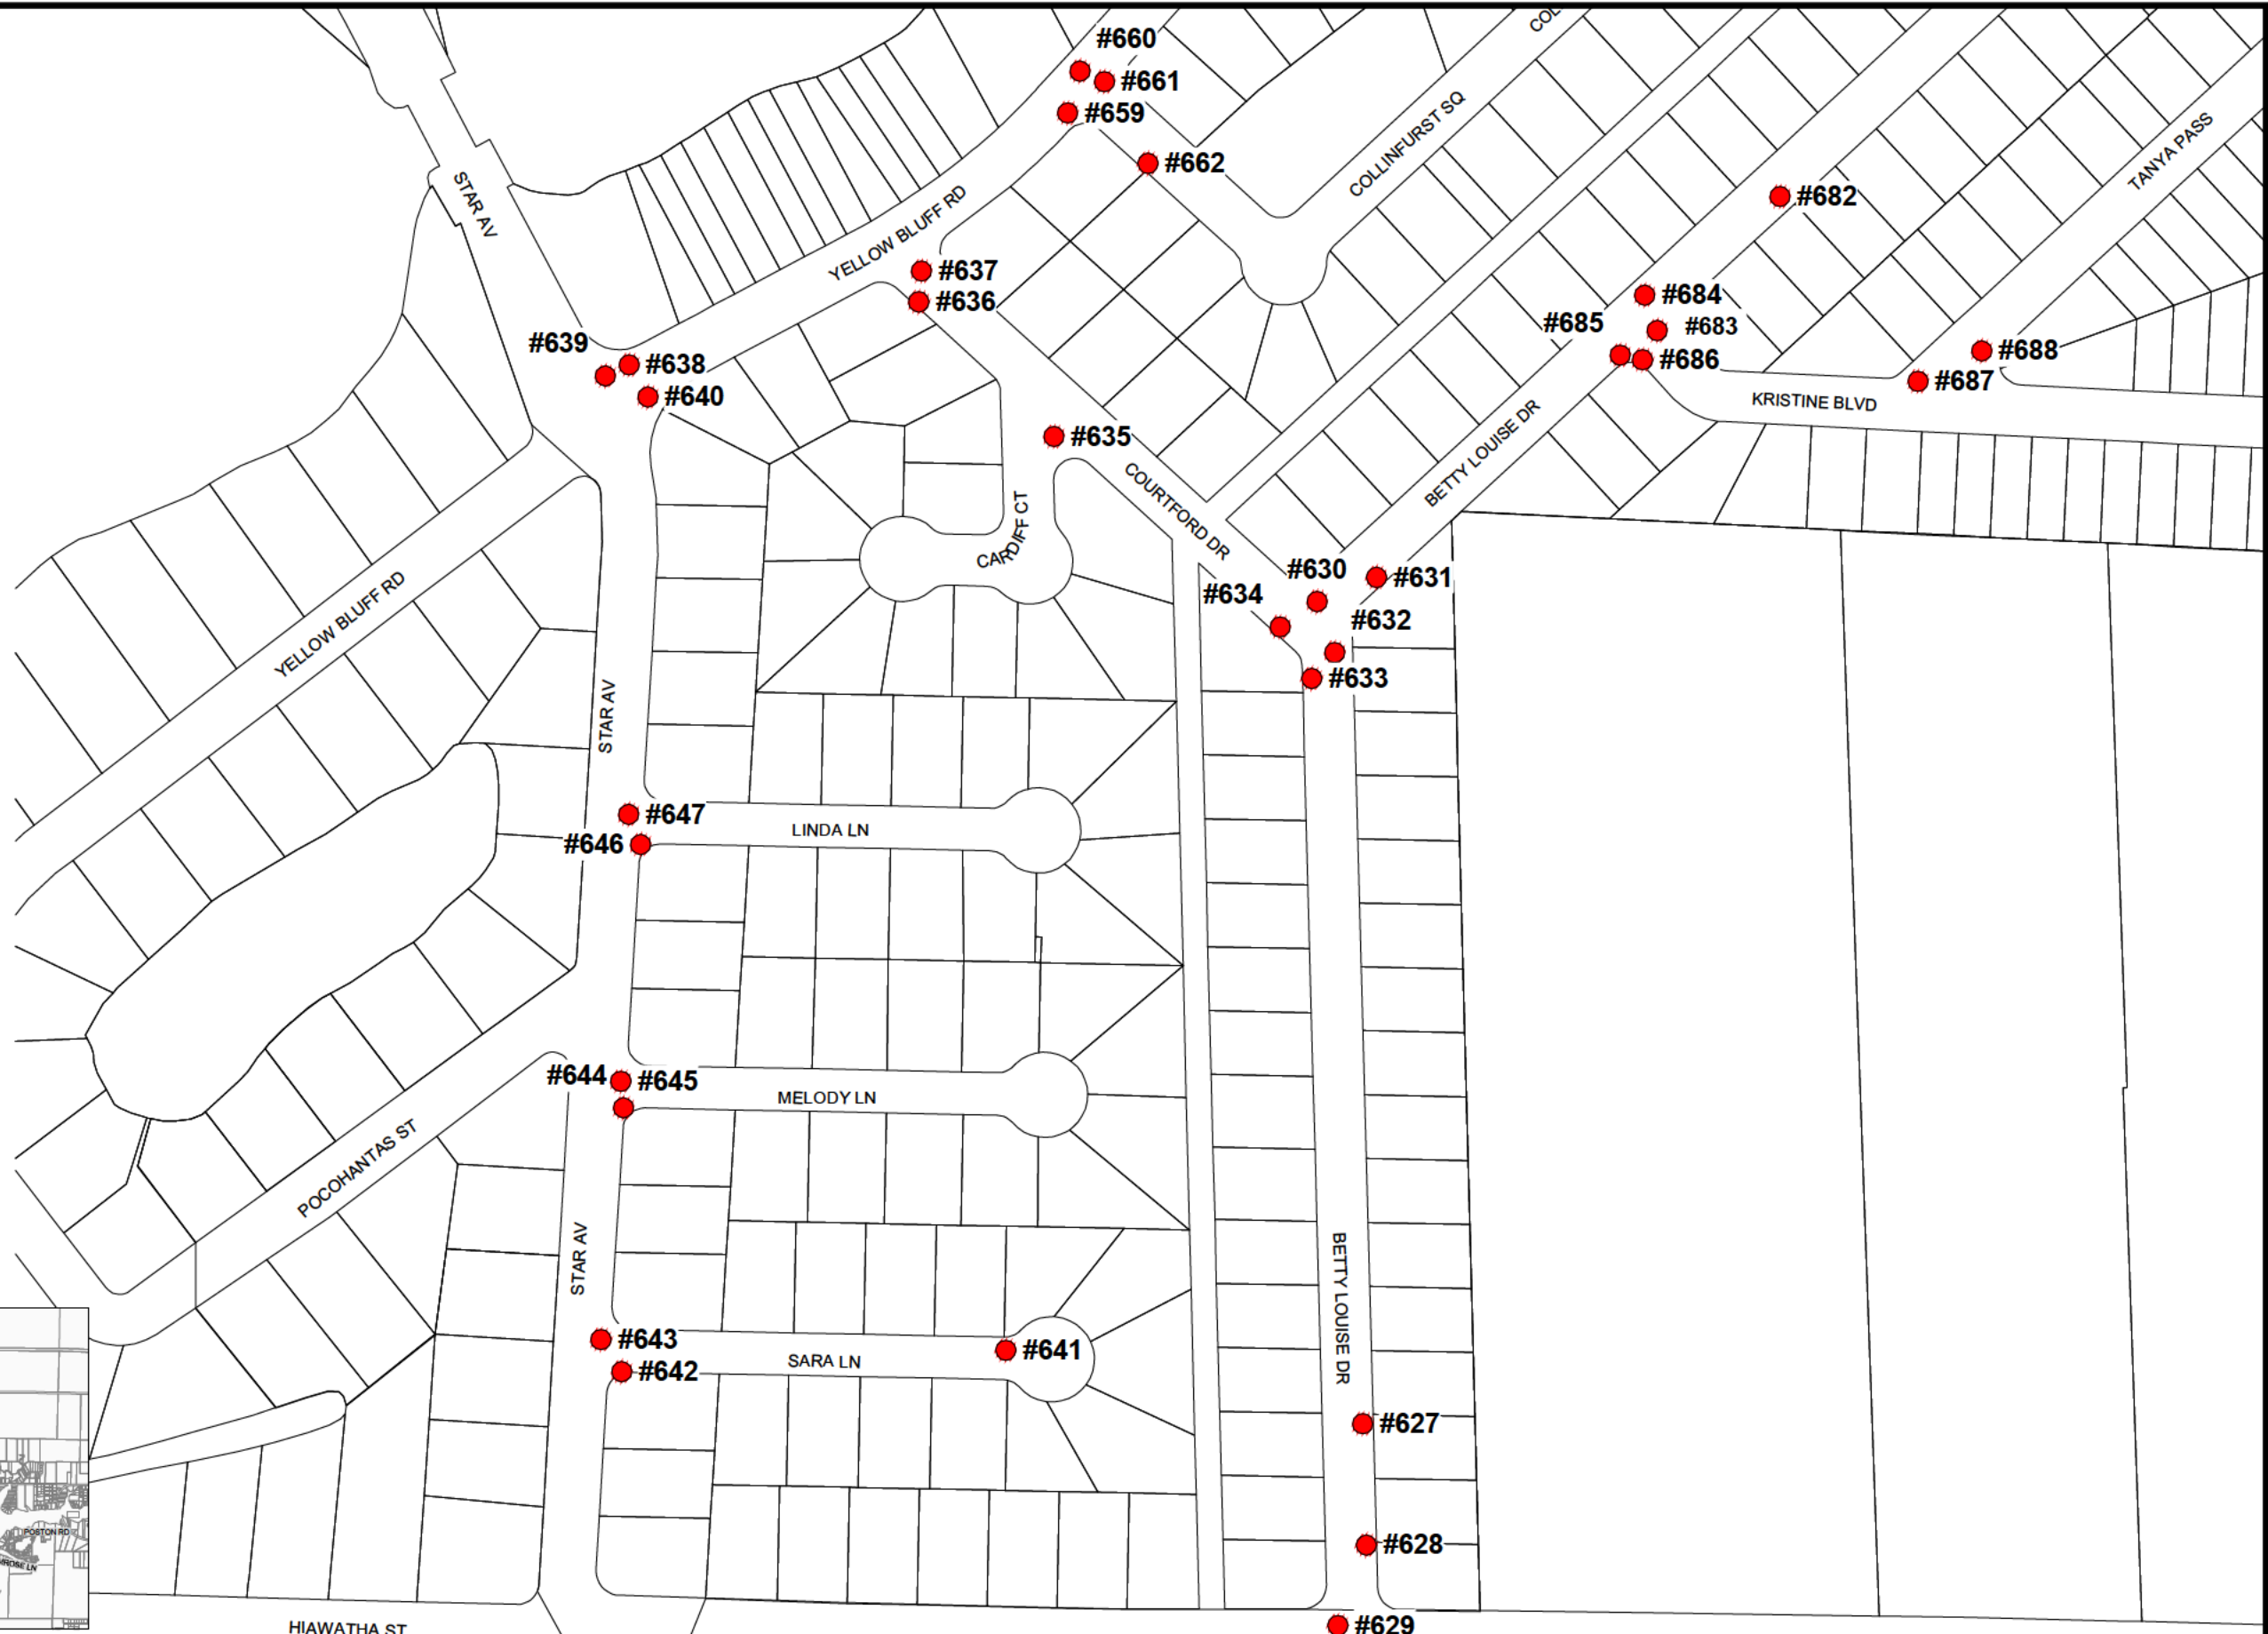 COL
#660
#661
COLLINFURST SQ
#659
TANYA PASS
#662
STAR AV
#682
YELLOW BLUFF RD
#637
#636
#684
#685
#683
#639
#638
#686
#688
#640
#687
KRISTINE BLVD
BETTY LOUISE DR
#635
COURTFORD DR
CARDIFF CT
#630
#631
#634
YELLOW BLUFF RD
#632
#633
STAR AV
#647
LINDA LN
#646
#644
#645
MELODY LN
POCOHANTAS ST
STAR AV
BETTY LOUISE DR
#643
#641
SARA LN
#642
#627
POSTON RD
#628
HIAWATHA ST
#629